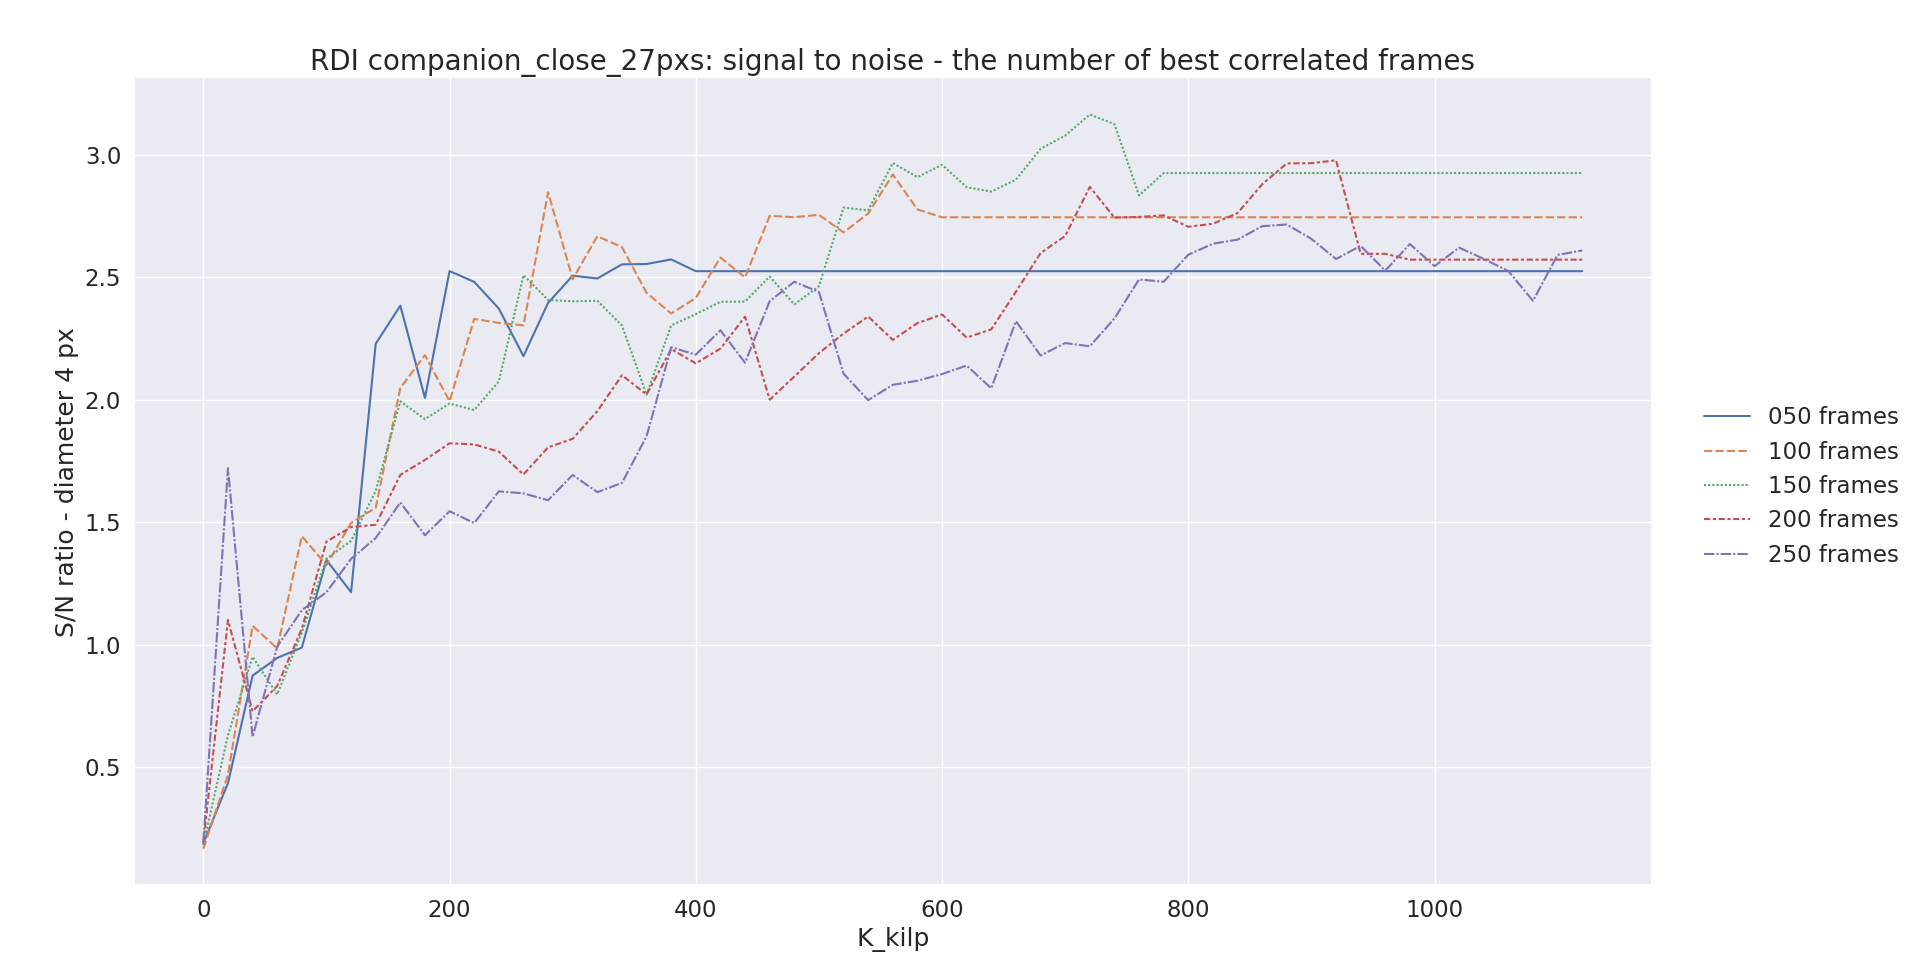 RDI companion_close_27pxs: signal to noise - the number of best correlated frames
S/N ratio - diameter 4 px
3.0
2.5
2.0
1.5
1.0
0.5
0 200 400 600 800 1000
K_kilp
050 frames
100 frames
150 frames
200 frames
250 frames